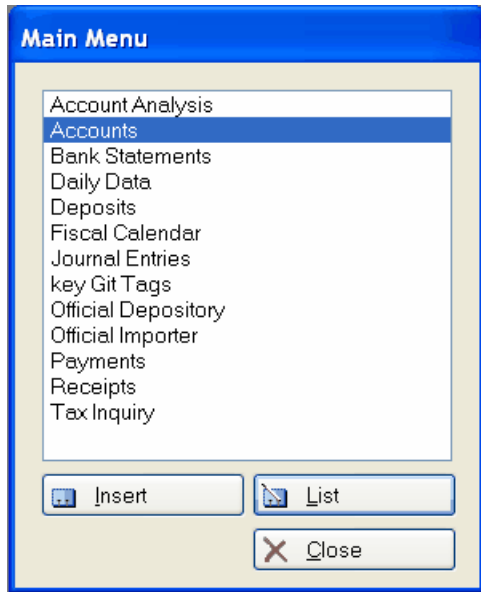 Main Menu
Account Analysis
Accounts
Bank Statements
Daily Data
Deposits
Fiscal Calendar
Journal Entries
key Git Tags
Official Depository
Official Importer
Payments
Receipts
Tax Inquiry
Insert
List
Close